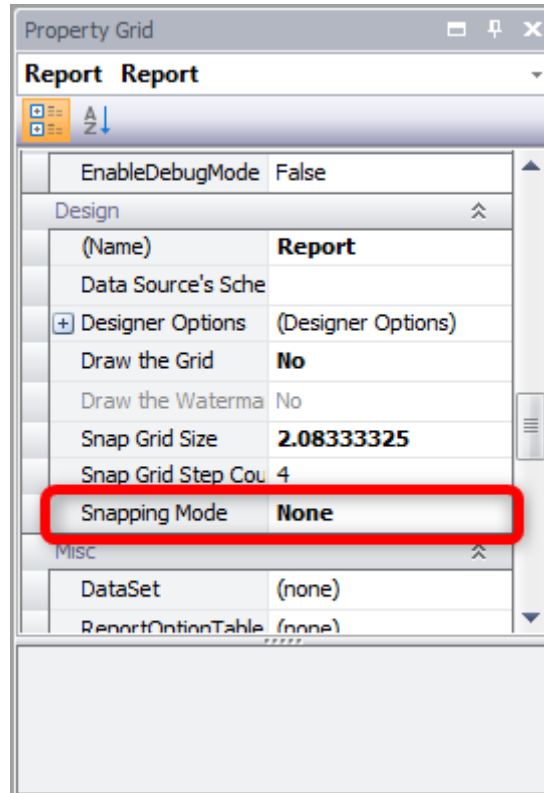 Property Grid
Report Report
A
Z
EnableDebugMode False
Design
(Name) Report
Data Source's Sche
Designer Options (Designer Options)
Draw the Grid No
Draw the Waterma No
Snap Grid Size 2.08333325
Snap Grid Step Cou 4
Snapping Mode None
Misc
DataSet (none)
ReportOptionTable (none)